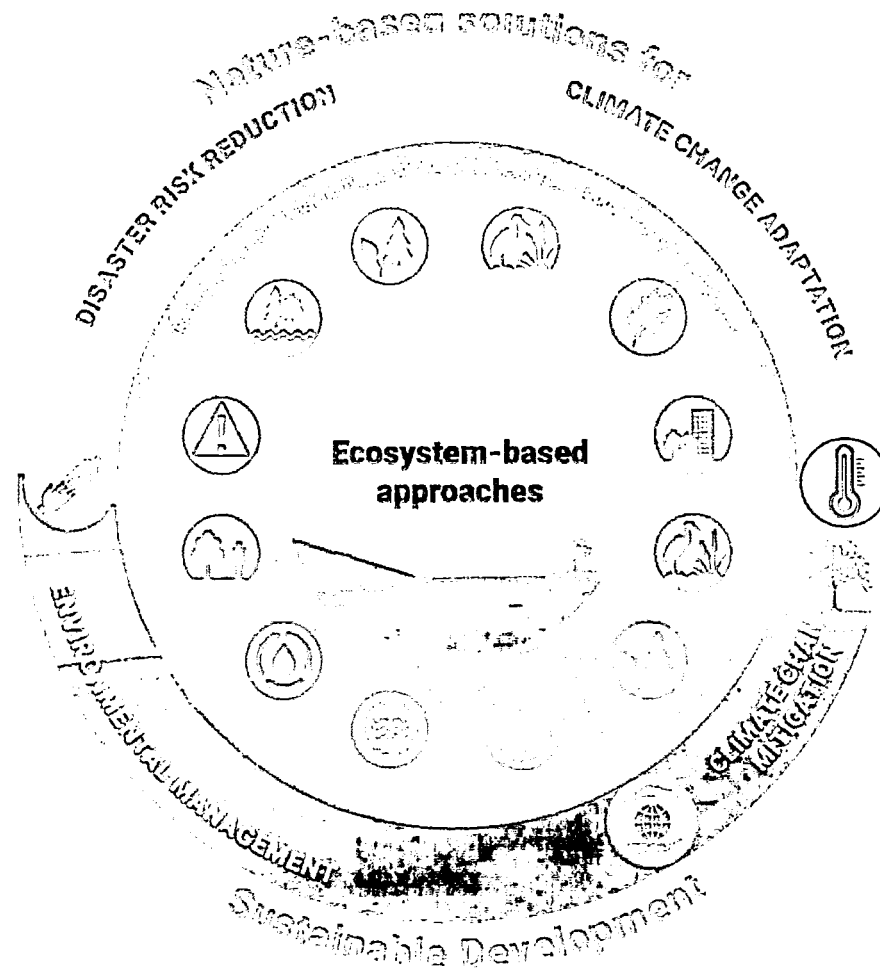 Nature-based solutions for
DISASTER RISK REDUCTION
CLIMATE CHANGE ADAPTATION
Ecosystem-based
approaches
ENVIRONMENTAL MANAGEMENT
CLIMATE CHA
MITIGATION
Sustainable Development